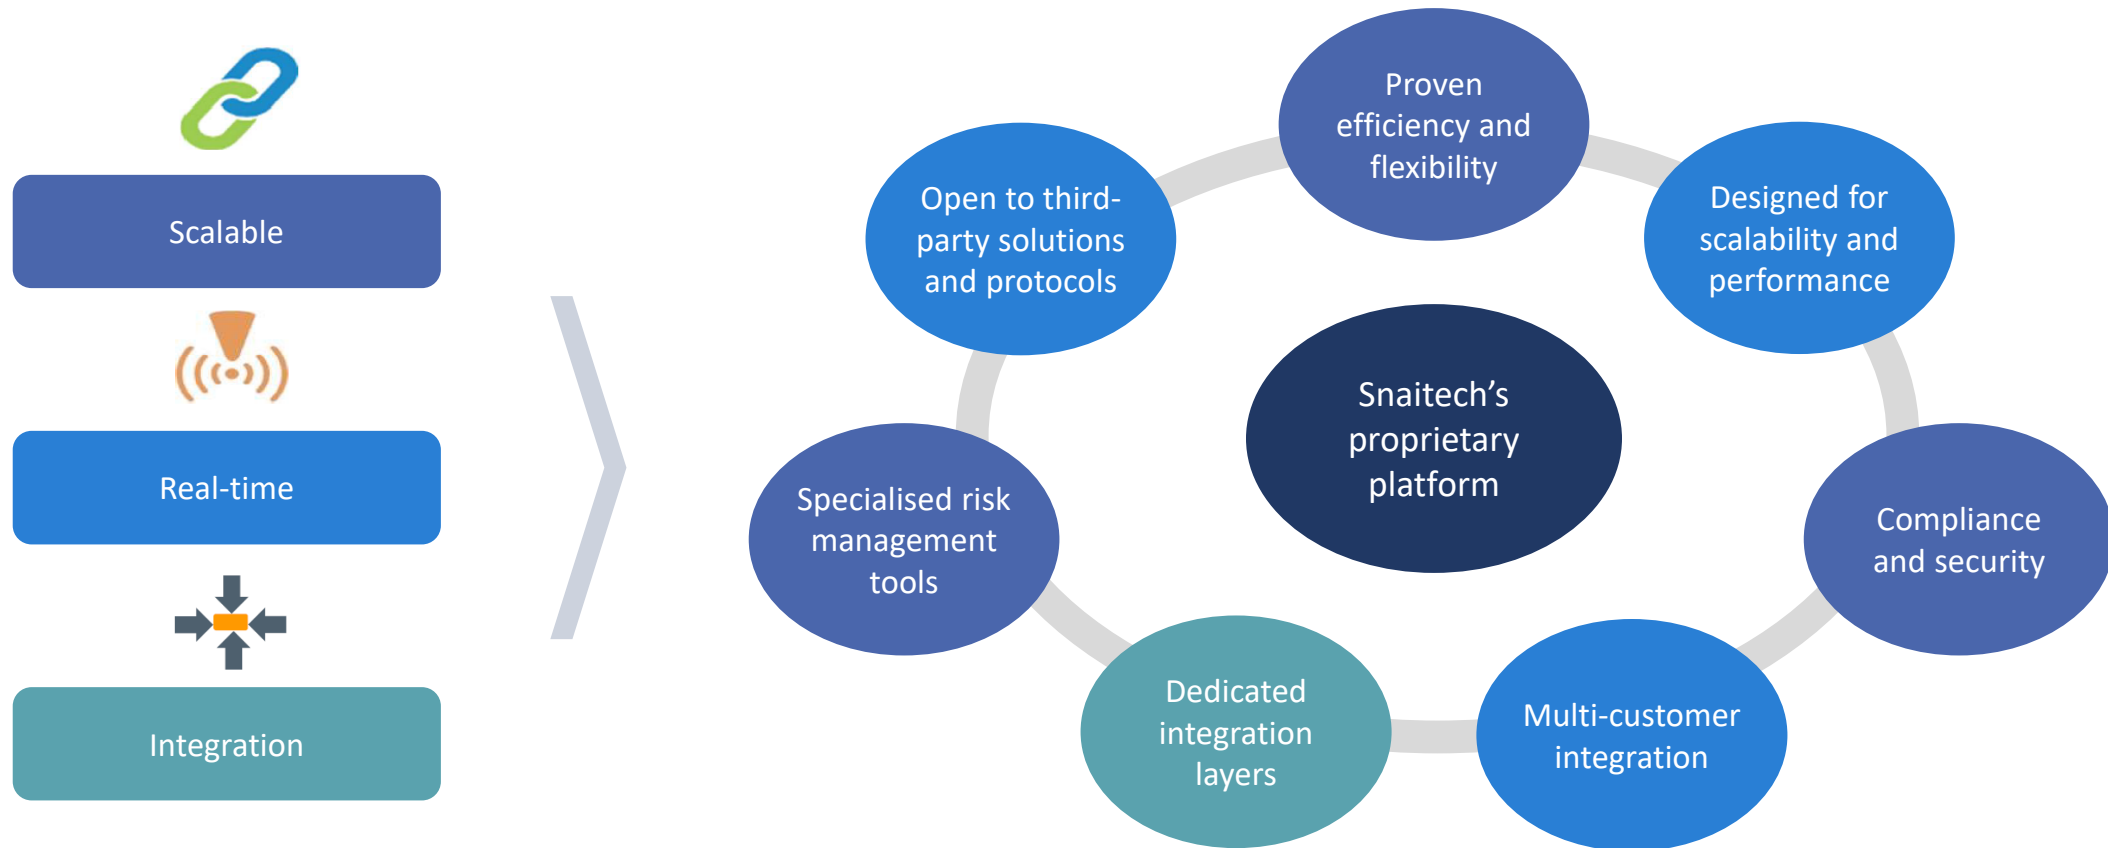 Scalable
Real-time
Integration
Proven
efficiency and
flexibility
Designed for
scalability and
performance
Compliance
and security
Multi-customer
integration
Dedicated
integration
layers
Specialised risk
management
tools
Open to third-
party solutions
and protocols
Snaitech’s
proprietary
platform